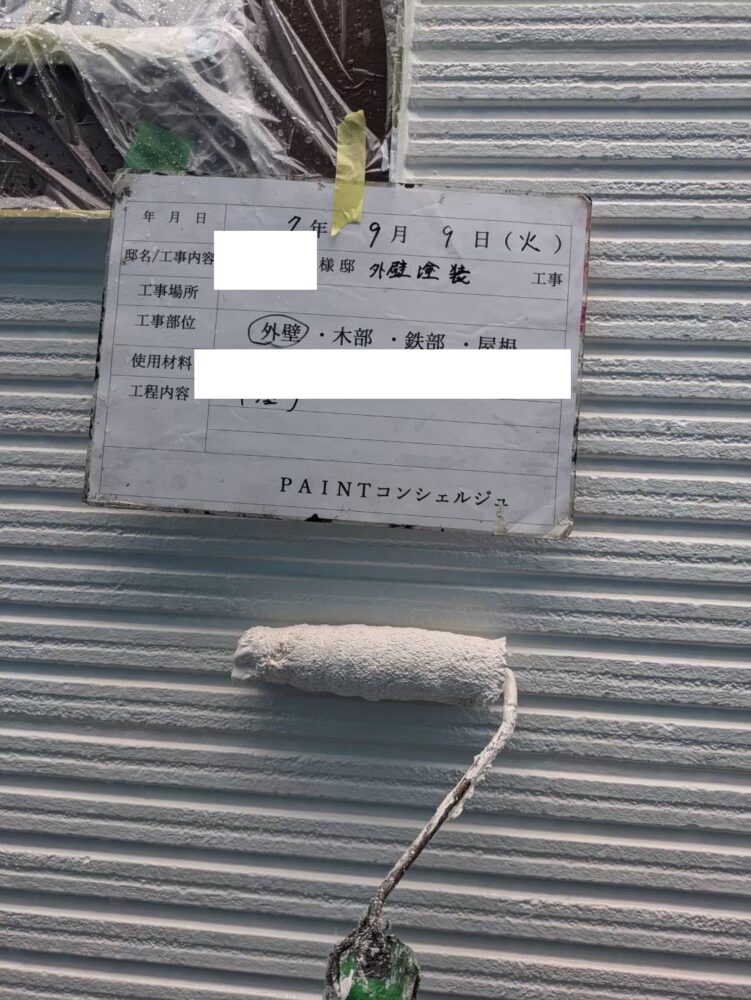 年月日 7年 9月 9日(火)
邸名/工事内容 様邸 外壁塗装 工事
工事場所
工事部位 外壁・木部・鉄部・屋根
使用材料
工程内容
PAINTコンシェルジュ